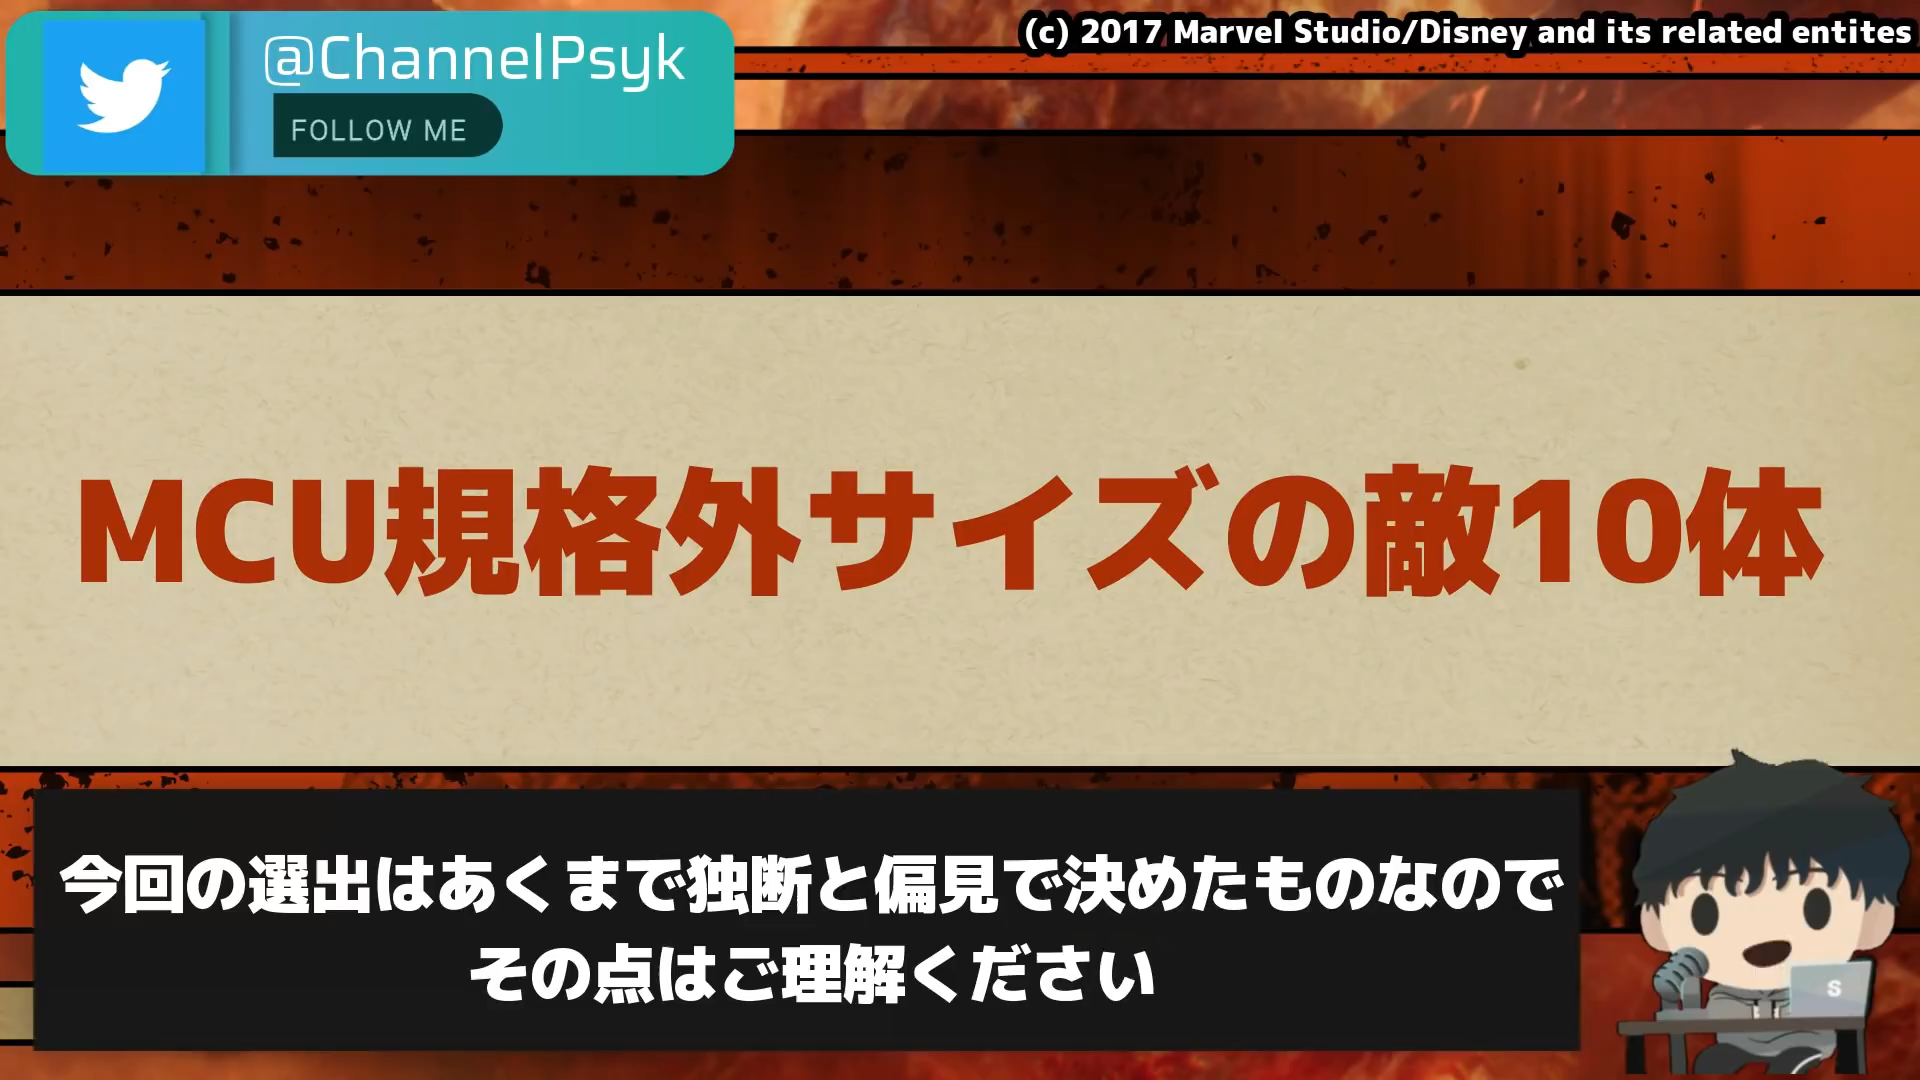 @ChannelPsyk
FOLLOW ME
(c) 2017 Marvel Studio/Disney and its related entites
MCU規格外サイズの敵10体
今回の選出はあくまで独断と偏見で決めたものなので
その点はご理解ください
S